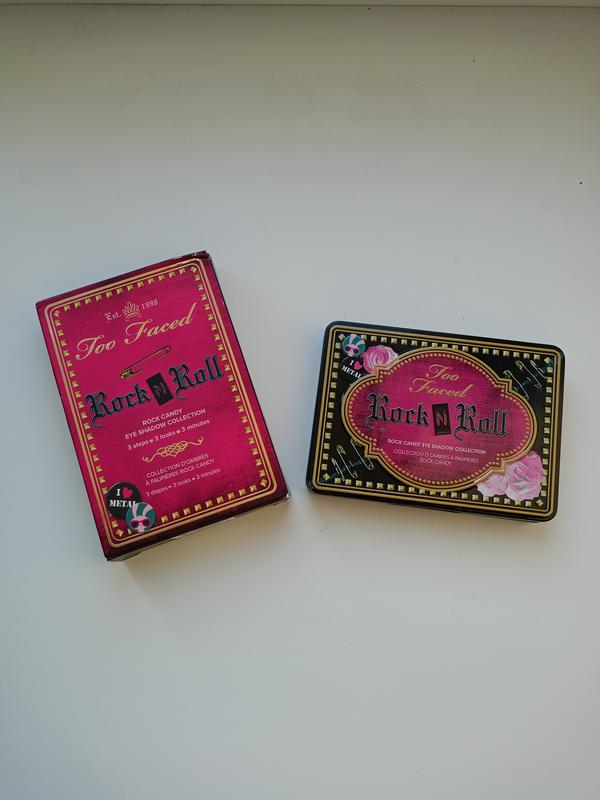 Est. 1998
Too Faced
Rock N Roll
ROCK CANDY
EYE SHADOW COLLECTION
3 steps ♥ 3 looks ♥ 3 minutes
COLLECTION D'OMBRES
À PAUPIÈRES ROCK CANDY
3 étapes ♥ 3 looks ♥ 3 minutes
I ♥
METAL
I ♥
METAL
Too
Faced
Rock N Roll
ROCK CANDY EYE SHADOW COLLECTION
COLLECTION D'OMBRES À PAUPIÈRES
ROCK CANDY